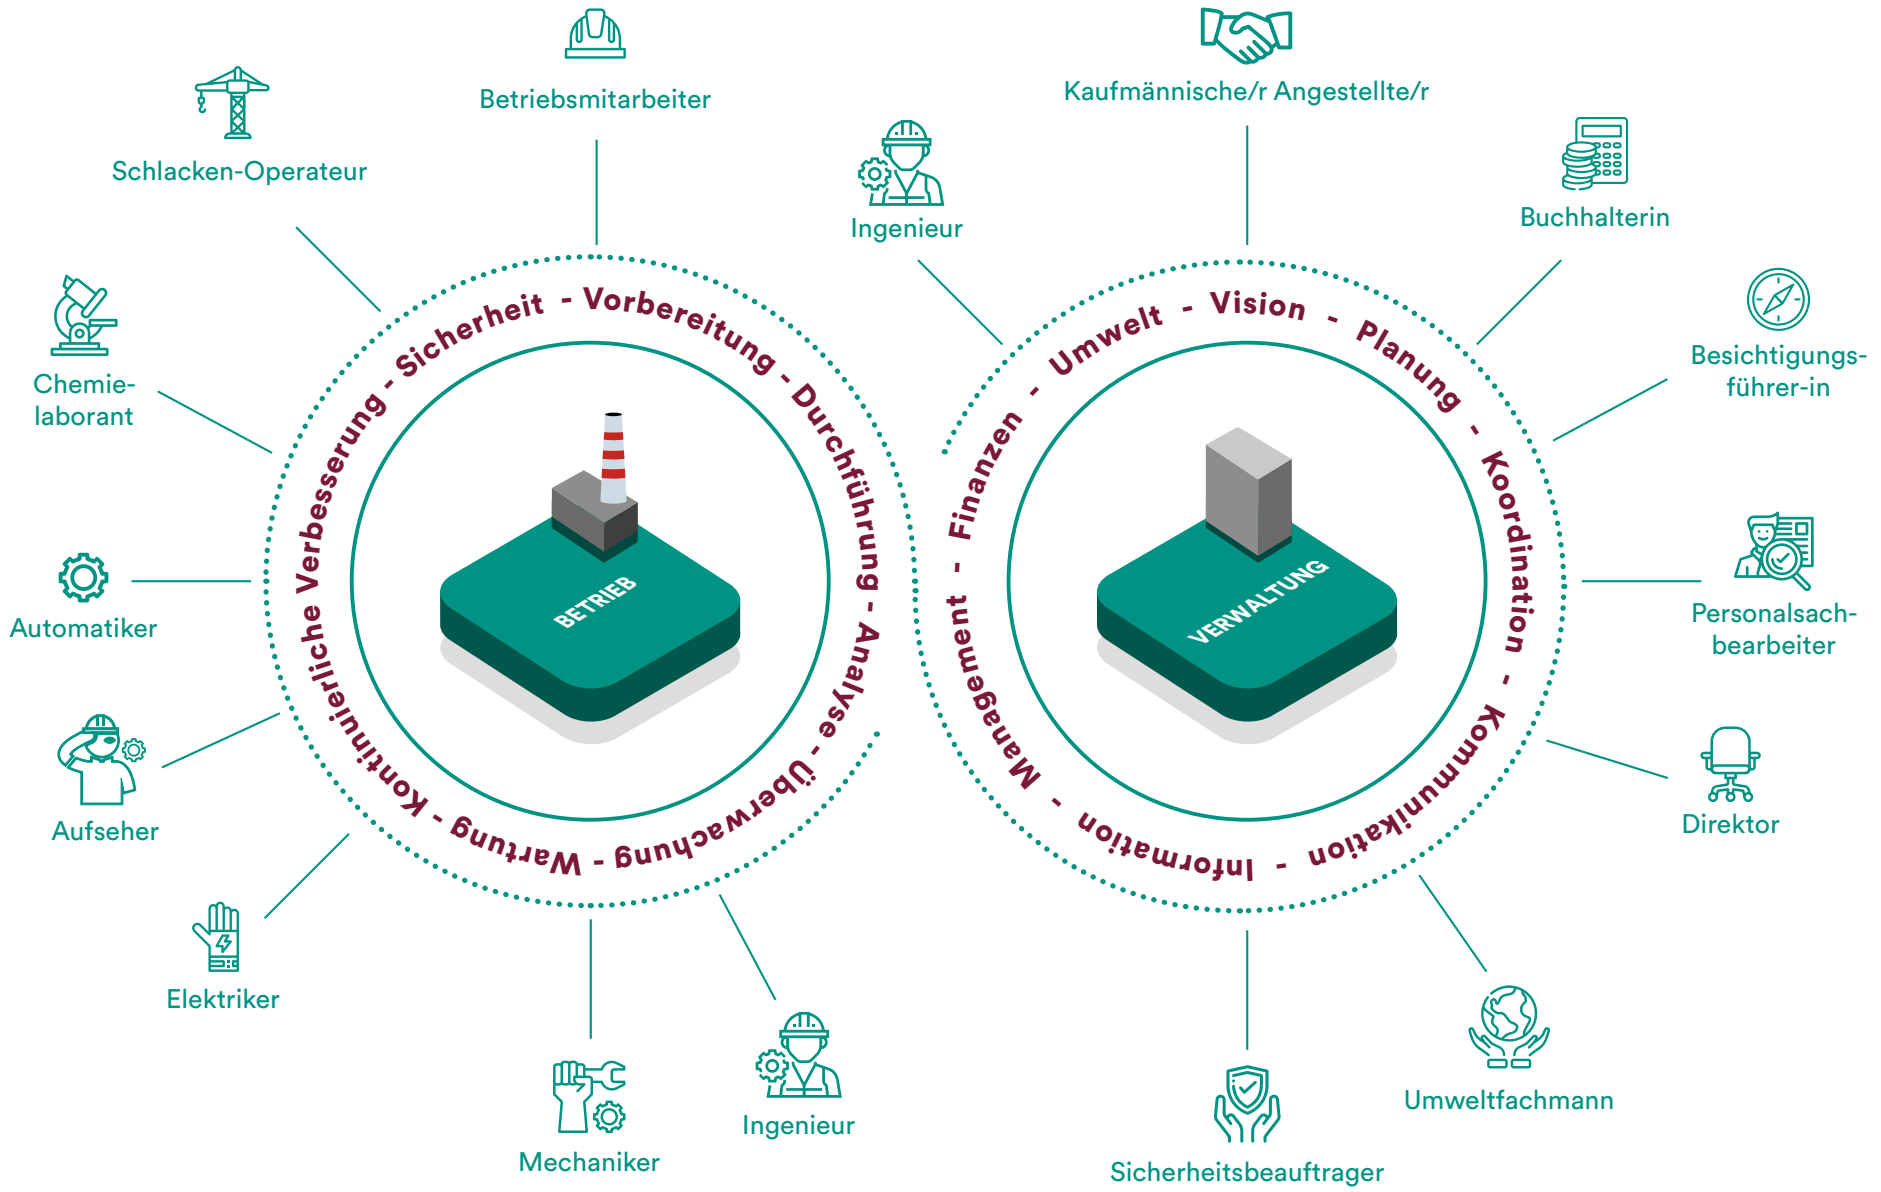 Betriebsmitarbeiter
Schlacken-Operateur
Chemie-
laborant
Automatiker
Aufseher
Elektriker
Mechaniker
Ingenieur
Sicherheit - Vorbereitung - Durchführung - Analyse - Überwachung - Wartung - Kontinuierliche Verbesserung -
BETRIEB
Ingenieur
Kaufmännische/r Angestellte/r
Buchhalterin
Besichtigungs-
führer-in
Personalsach-
bearbeiter
Direktor
Umweltfachmann
Sicherheitsbeauftrager
Vision - Planung - Koordination - Kommunikation - Information - Management - Finanzen - Umwelt -
VERWALTUNG